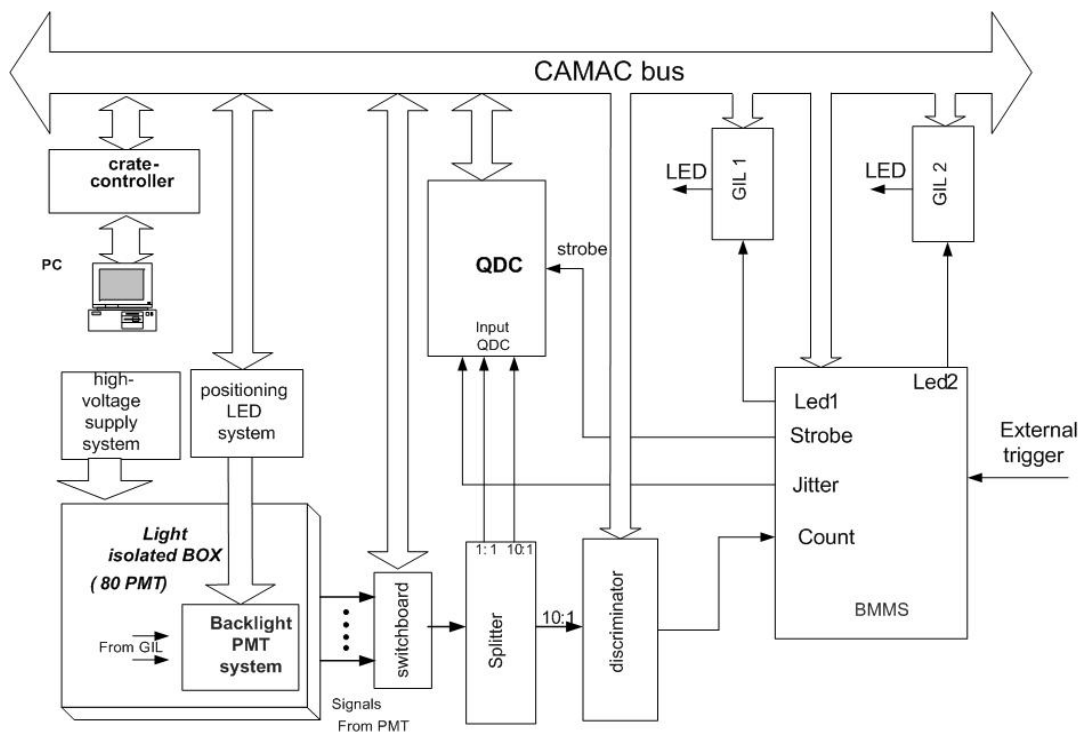 CAMAC bus
crate-
controller
PC
QDC
Input
QDC
strobe
LED
GIL 1
LED
GIL 2
high-
voltage
supply
system
positioning
LED
system
Led2
Led1
Strobe
Jitter
Count
BMMS
External
trigger
Light
isolated BOX
( 80 PMT)
Backlight
PMT
system
From GIL
Signals
From PMT
switchboard
1:1 10:1
Splitter
10:1
discriminator